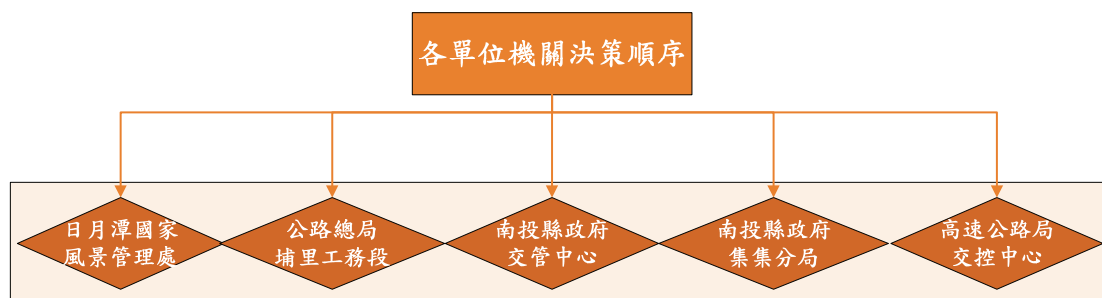 各單位機關決策順序
日月潭國家
風景管理處
公路總局
埔里工務段
南投縣政府
交管中心
南投縣政府
集集分局
高速公路局
交控中心